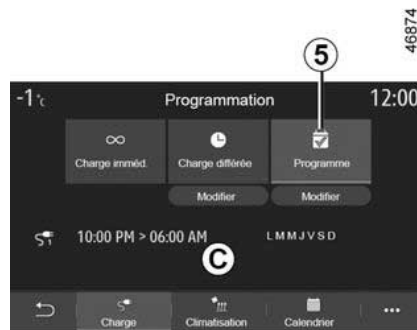 46874
5
-1°c Programmation 12:00
Charge imméd. Charge différée Programme
Modifier Modifier
1 10:00 PM > 06:00 AM L M M J V S D
C
Charge Climatisation Calendrier